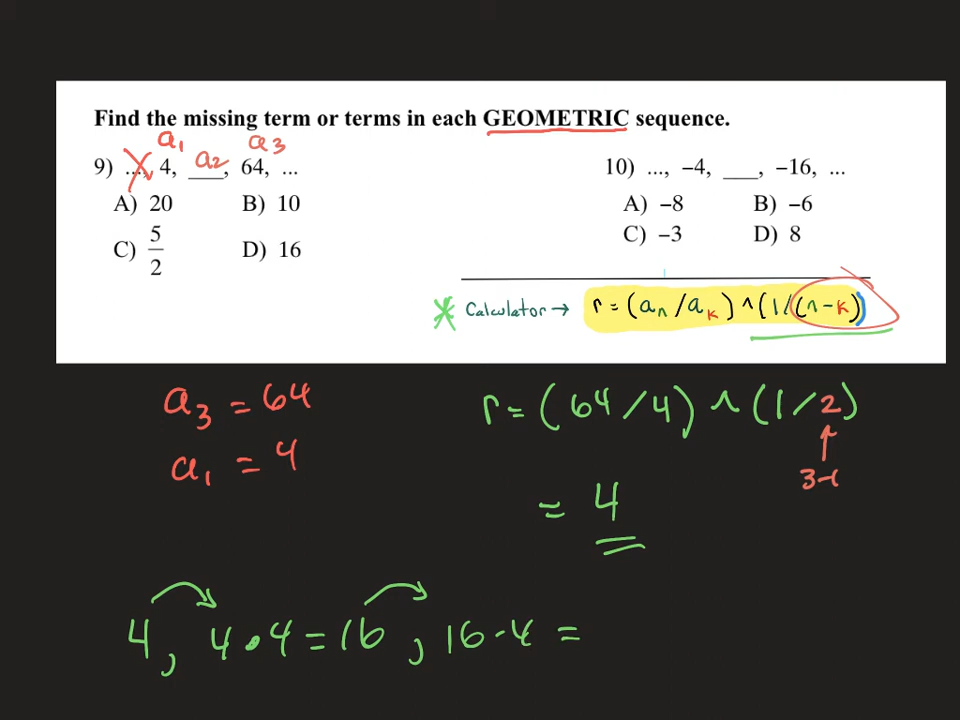 Find the missing term or terms in each GEOMETRIC sequence.
a₁ a₂ a₃
9) ..., 4, ___, 64, ...
A) 20 B) 10
C) 5/2 D) 16
10) ..., −4, ___, −16, ...
A) −8 B) −6
C) −3 D) 8
* Calculator → r = (aₙ/aₖ) ^ (1/(n−k))
a₃ = 64
a₁ = 4
r = (64/4) ^ (1/2)
3-1
= 4
4, 4•4=16, 16·4 =